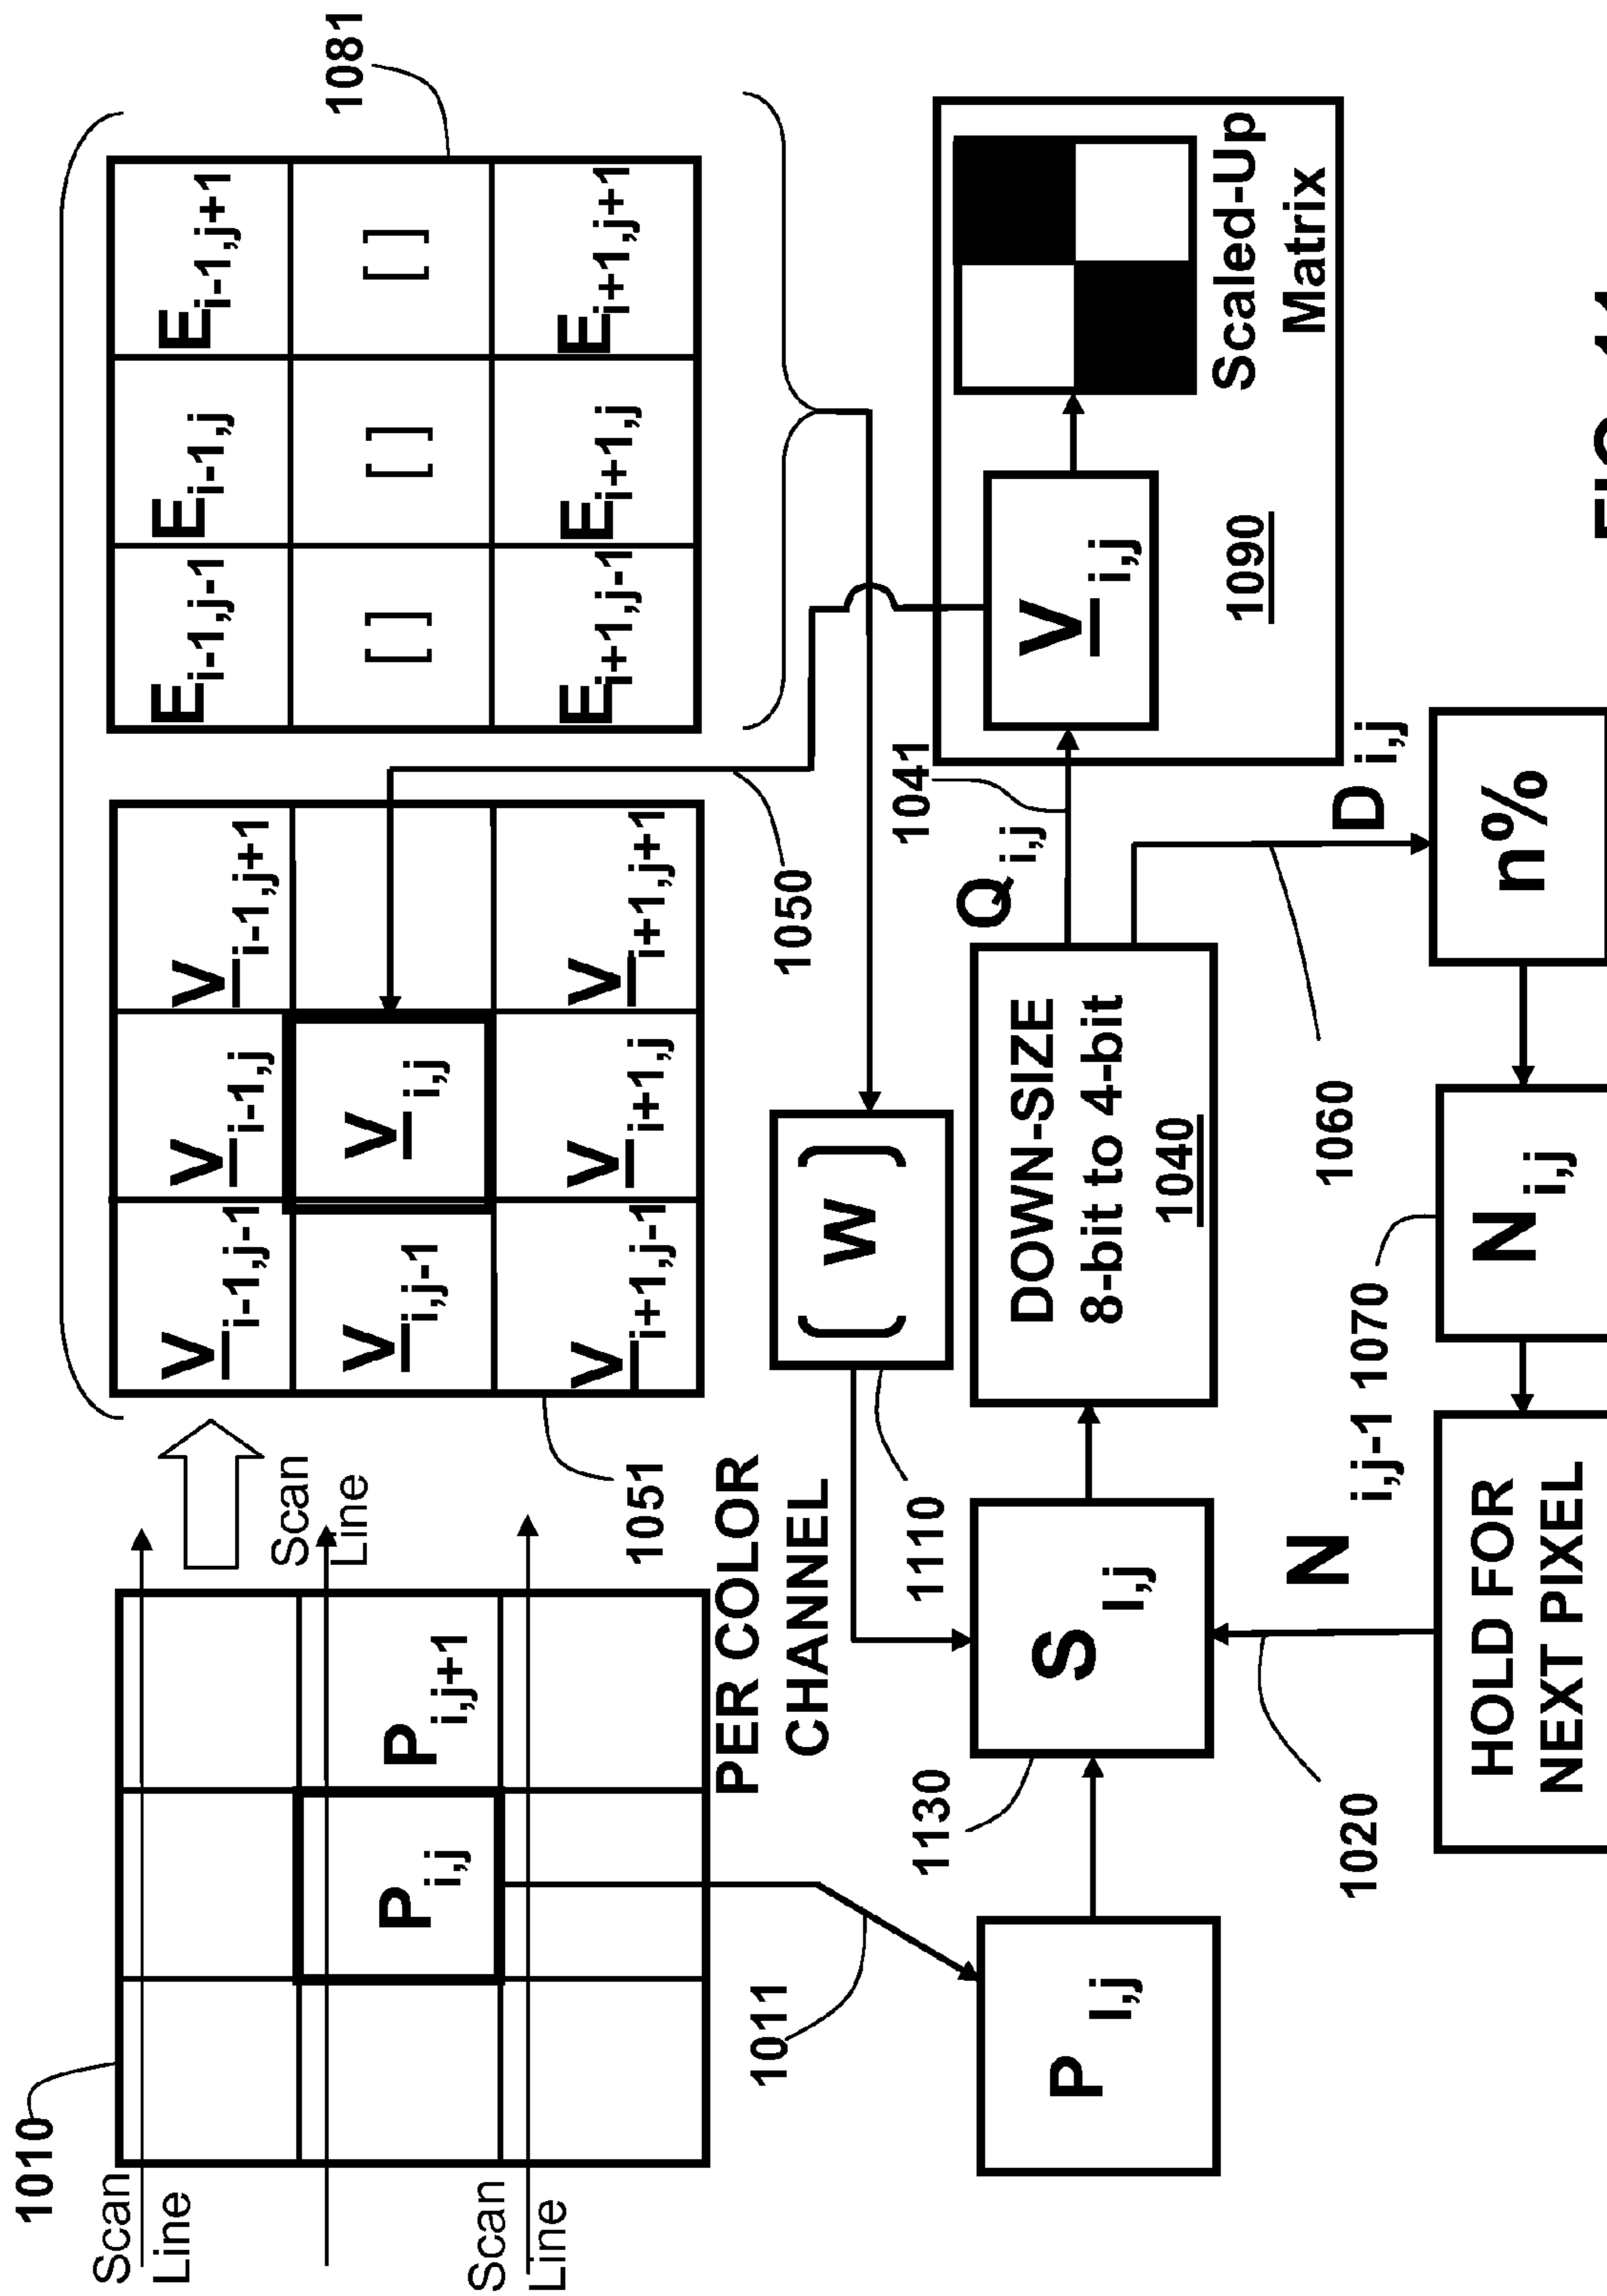 1010
Scan
Line
Scan
Line
Scan
Line
P i,j
P i,j+1
1051
V i-1,j-1
V i-1,j
V i-1,j+1
V i,j-1
V i,j
V i+1,j-1
V i+1,j
V i+1,j+1
E i-1,j-1
E i-1,j
E i-1,j+1
[ ]
[ ]
[ ]
E i+1,j-1
E i+1,j
E i+1,j+1
1081
1011
PER COLOR
CHANNEL
1110
[ W ]
1050
1130
P I,j
S I,j
DOWN-SIZE
8-bit to 4-bit
1040
Q i,j
1041
V i,j
1090
Scaled-Up
Matrix
1020
N i,j-1
1070
1060
D i,j
HOLD FOR
NEXT PIXEL
N i,j
n%